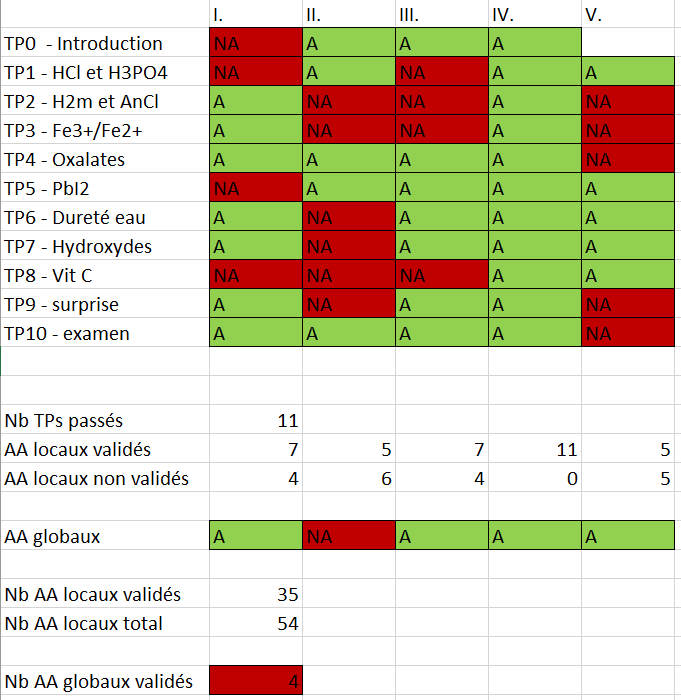 I. II. III. IV. V.
TP0 - Introduction NA A A A
TP1 - HCl et H3PO4 NA A NA A A
TP2 - H2m et AnCl A NA NA A NA
TP3 - Fe3+/Fe2+ A NA NA A NA
TP4 - Oxalates A A A A NA
TP5 - PbI2 NA A A A A
TP6 - Dureté eau A NA A A A
TP7 - Hydroxydes A NA A A A
TP8 - Vit C NA NA NA A A
TP9 - surprise A NA A A NA
TP10 - examen A A A A NA
Nb TPs passés 11
AA locaux validés 7 5 7 11 5
AA locaux non validés 4 6 4 0 5
AA globaux A NA A A A
Nb AA locaux validés 35
Nb AA locaux total 54
Nb AA globaux validés 4